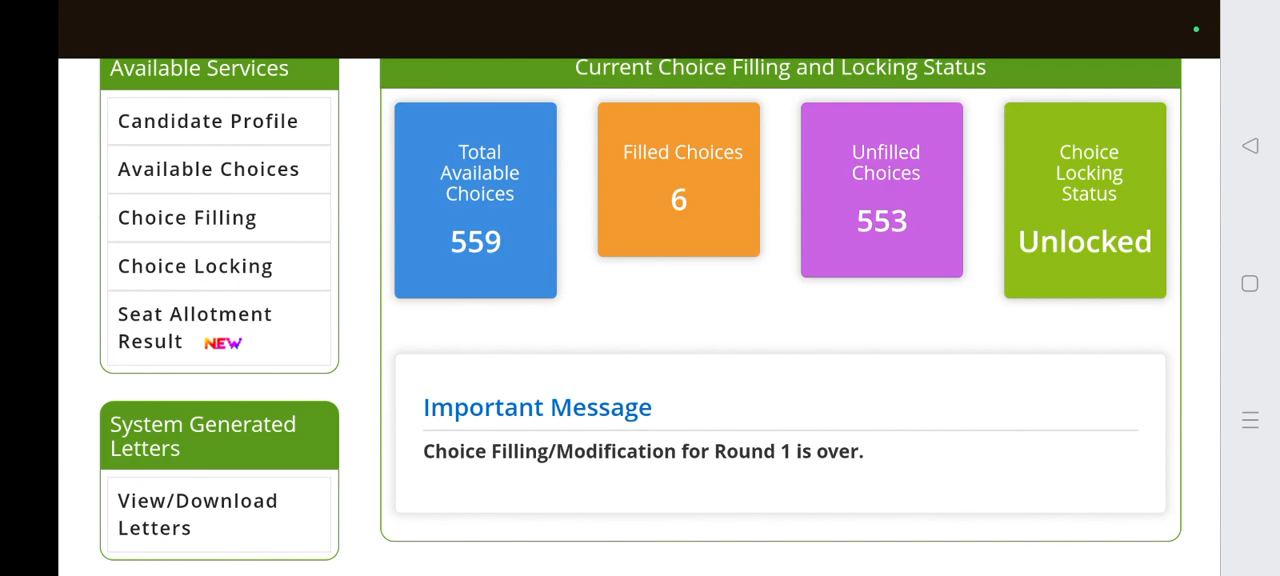 Available Services
Candidate Profile
Available Choices
Choice Filling
Choice Locking
Seat Allotment
Result NEW
System Generated
Letters
View/Download
Letters
Current Choice Filling and Locking Status
Total
Available
Choices
559
Filled Choices
6
Unfilled
Choices
553
Choice
Locking
Status
Unlocked
Important Message
Choice Filling/Modification for Round 1 is over.